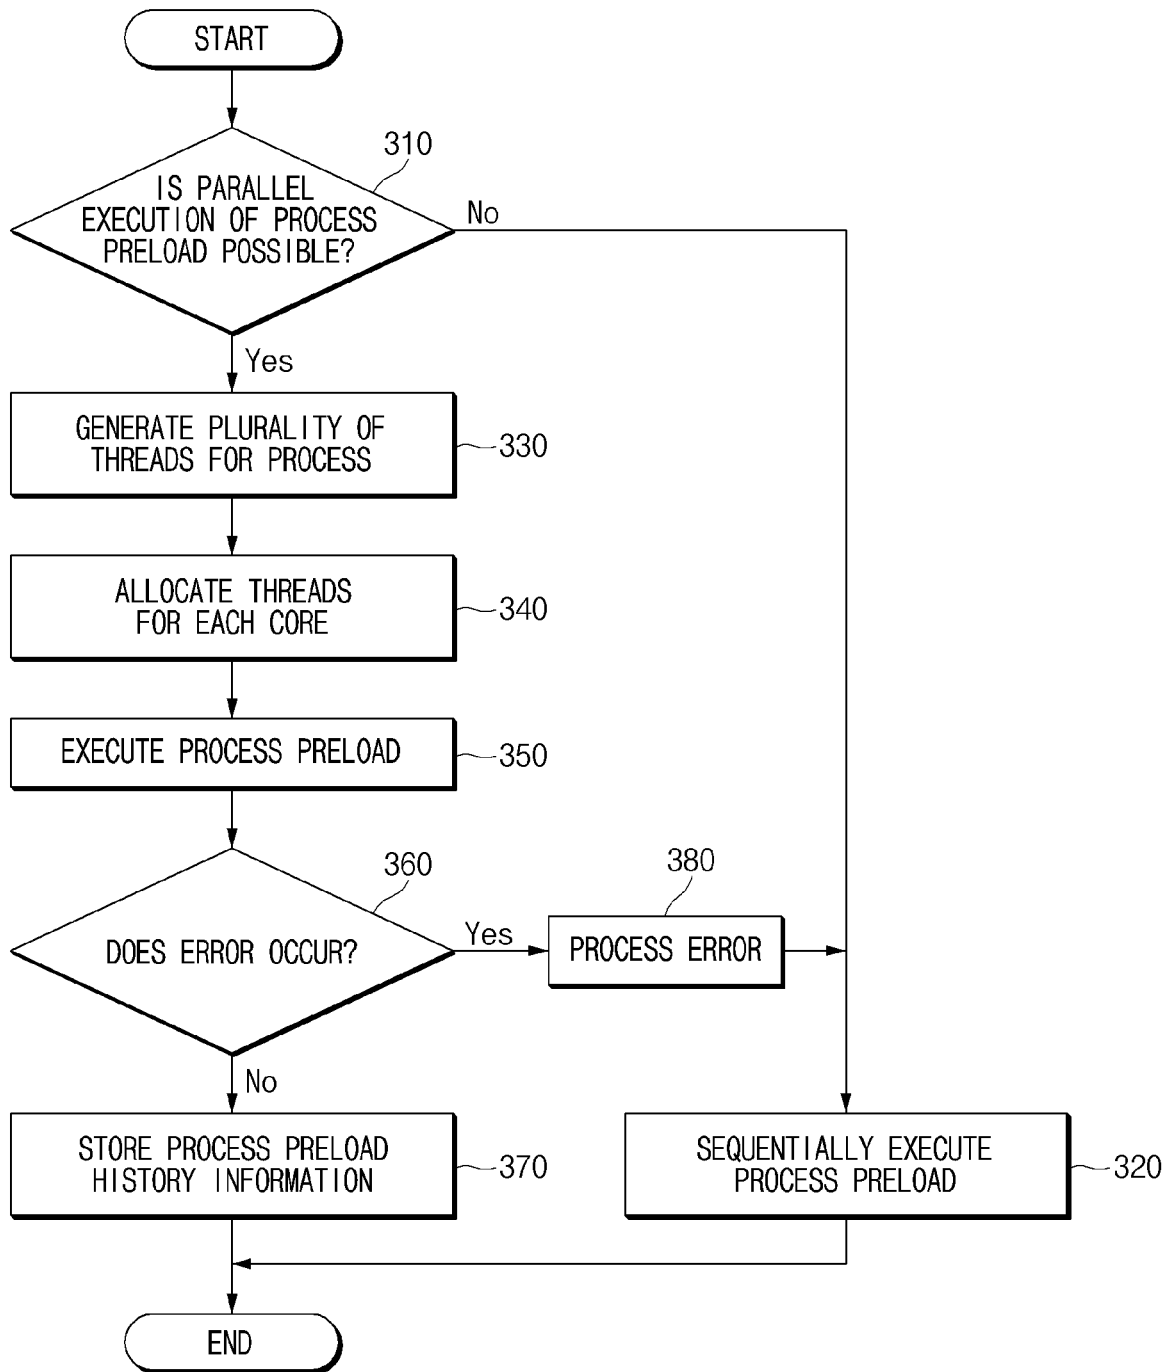 START
310
IS PARALLEL
EXECUTION OF PROCESS
PRELOAD POSSIBLE?
No
Yes
GENERATE PLURALITY OF
THREADS FOR PROCESS
330
ALLOCATE THREADS
FOR EACH CORE
340
EXECUTE PROCESS PRELOAD
350
360
DOES ERROR OCCUR?
Yes
380
PROCESS ERROR
No
STORE PROCESS PRELOAD
HISTORY INFORMATION
370
SEQUENTIALLY EXECUTE
PROCESS PRELOAD
320
END